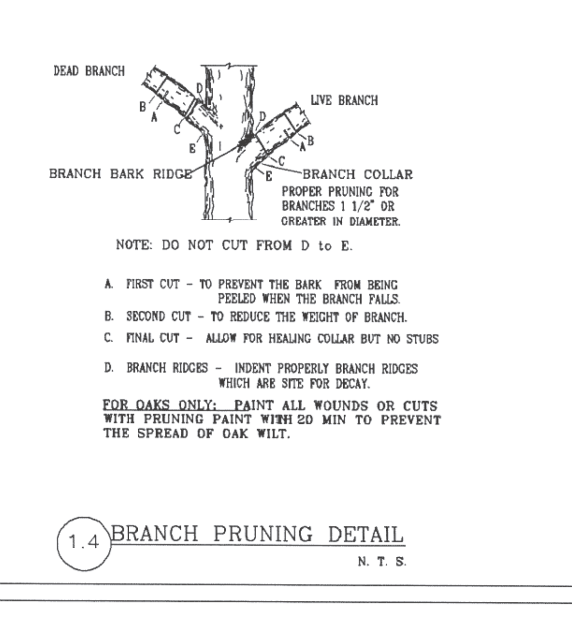 DEAD BRANCH
D
LIVE BRANCH
B
A
D
C
B
A
E
C
BRANCH BARK RIDGE
E
BRANCH COLLAR
PROPER PRUNING FOR
BRANCHES 1 1/2" OR
GREATER IN DIAMETER.
NOTE: DO NOT CUT FROM D to E.
A. FIRST CUT - TO PREVENT THE BARK FROM BEING
PEELED WHEN THE BRANCH FALLS.
B. SECOND CUT - TO REDUCE THE WEIGHT OF BRANCH.
C. FINAL CUT - ALLOW FOR HEALING COLLAR BUT NO STUBS
D. BRANCH RIDGES - INDENT PROPERLY BRANCH RIDGES
WHICH ARE SITE FOR DECAY.
FOR OAKS ONLY: PAINT ALL WOUNDS OR CUTS
WITH PRUNING PAINT WITH 20 MIN TO PREVENT
THE SPREAD OF OAK WILT.
1.4 BRANCH PRUNING DETAIL
N. T. S.